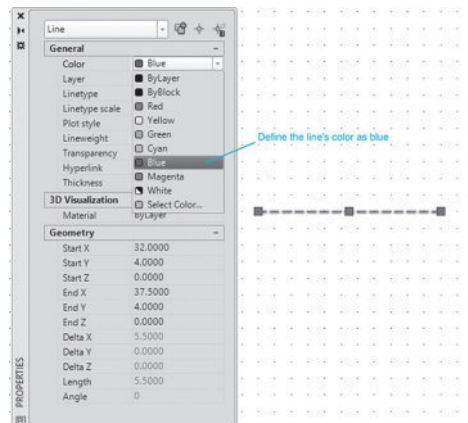 Line
General
Color Blue
Layer ByLayer
Linetype ByBlock
Linetype scale Red
Plot style Yellow
Lineweight Green
Transparency Cyan
Hyperlink Blue
Thickness Magenta
White
3D Visualization Select Color...
Material ByLayer
Define the line's color as blue
Geometry
Start X 32.0000
Start Y 4.0000
Start Z 0.0000
End X 37.5000
End Y 4.0000
End Z 0.0000
Delta X 5.5000
Delta Y 0.0000
Delta Z 0.0000
Length 5.5000
Angle 0
PROPERTIES